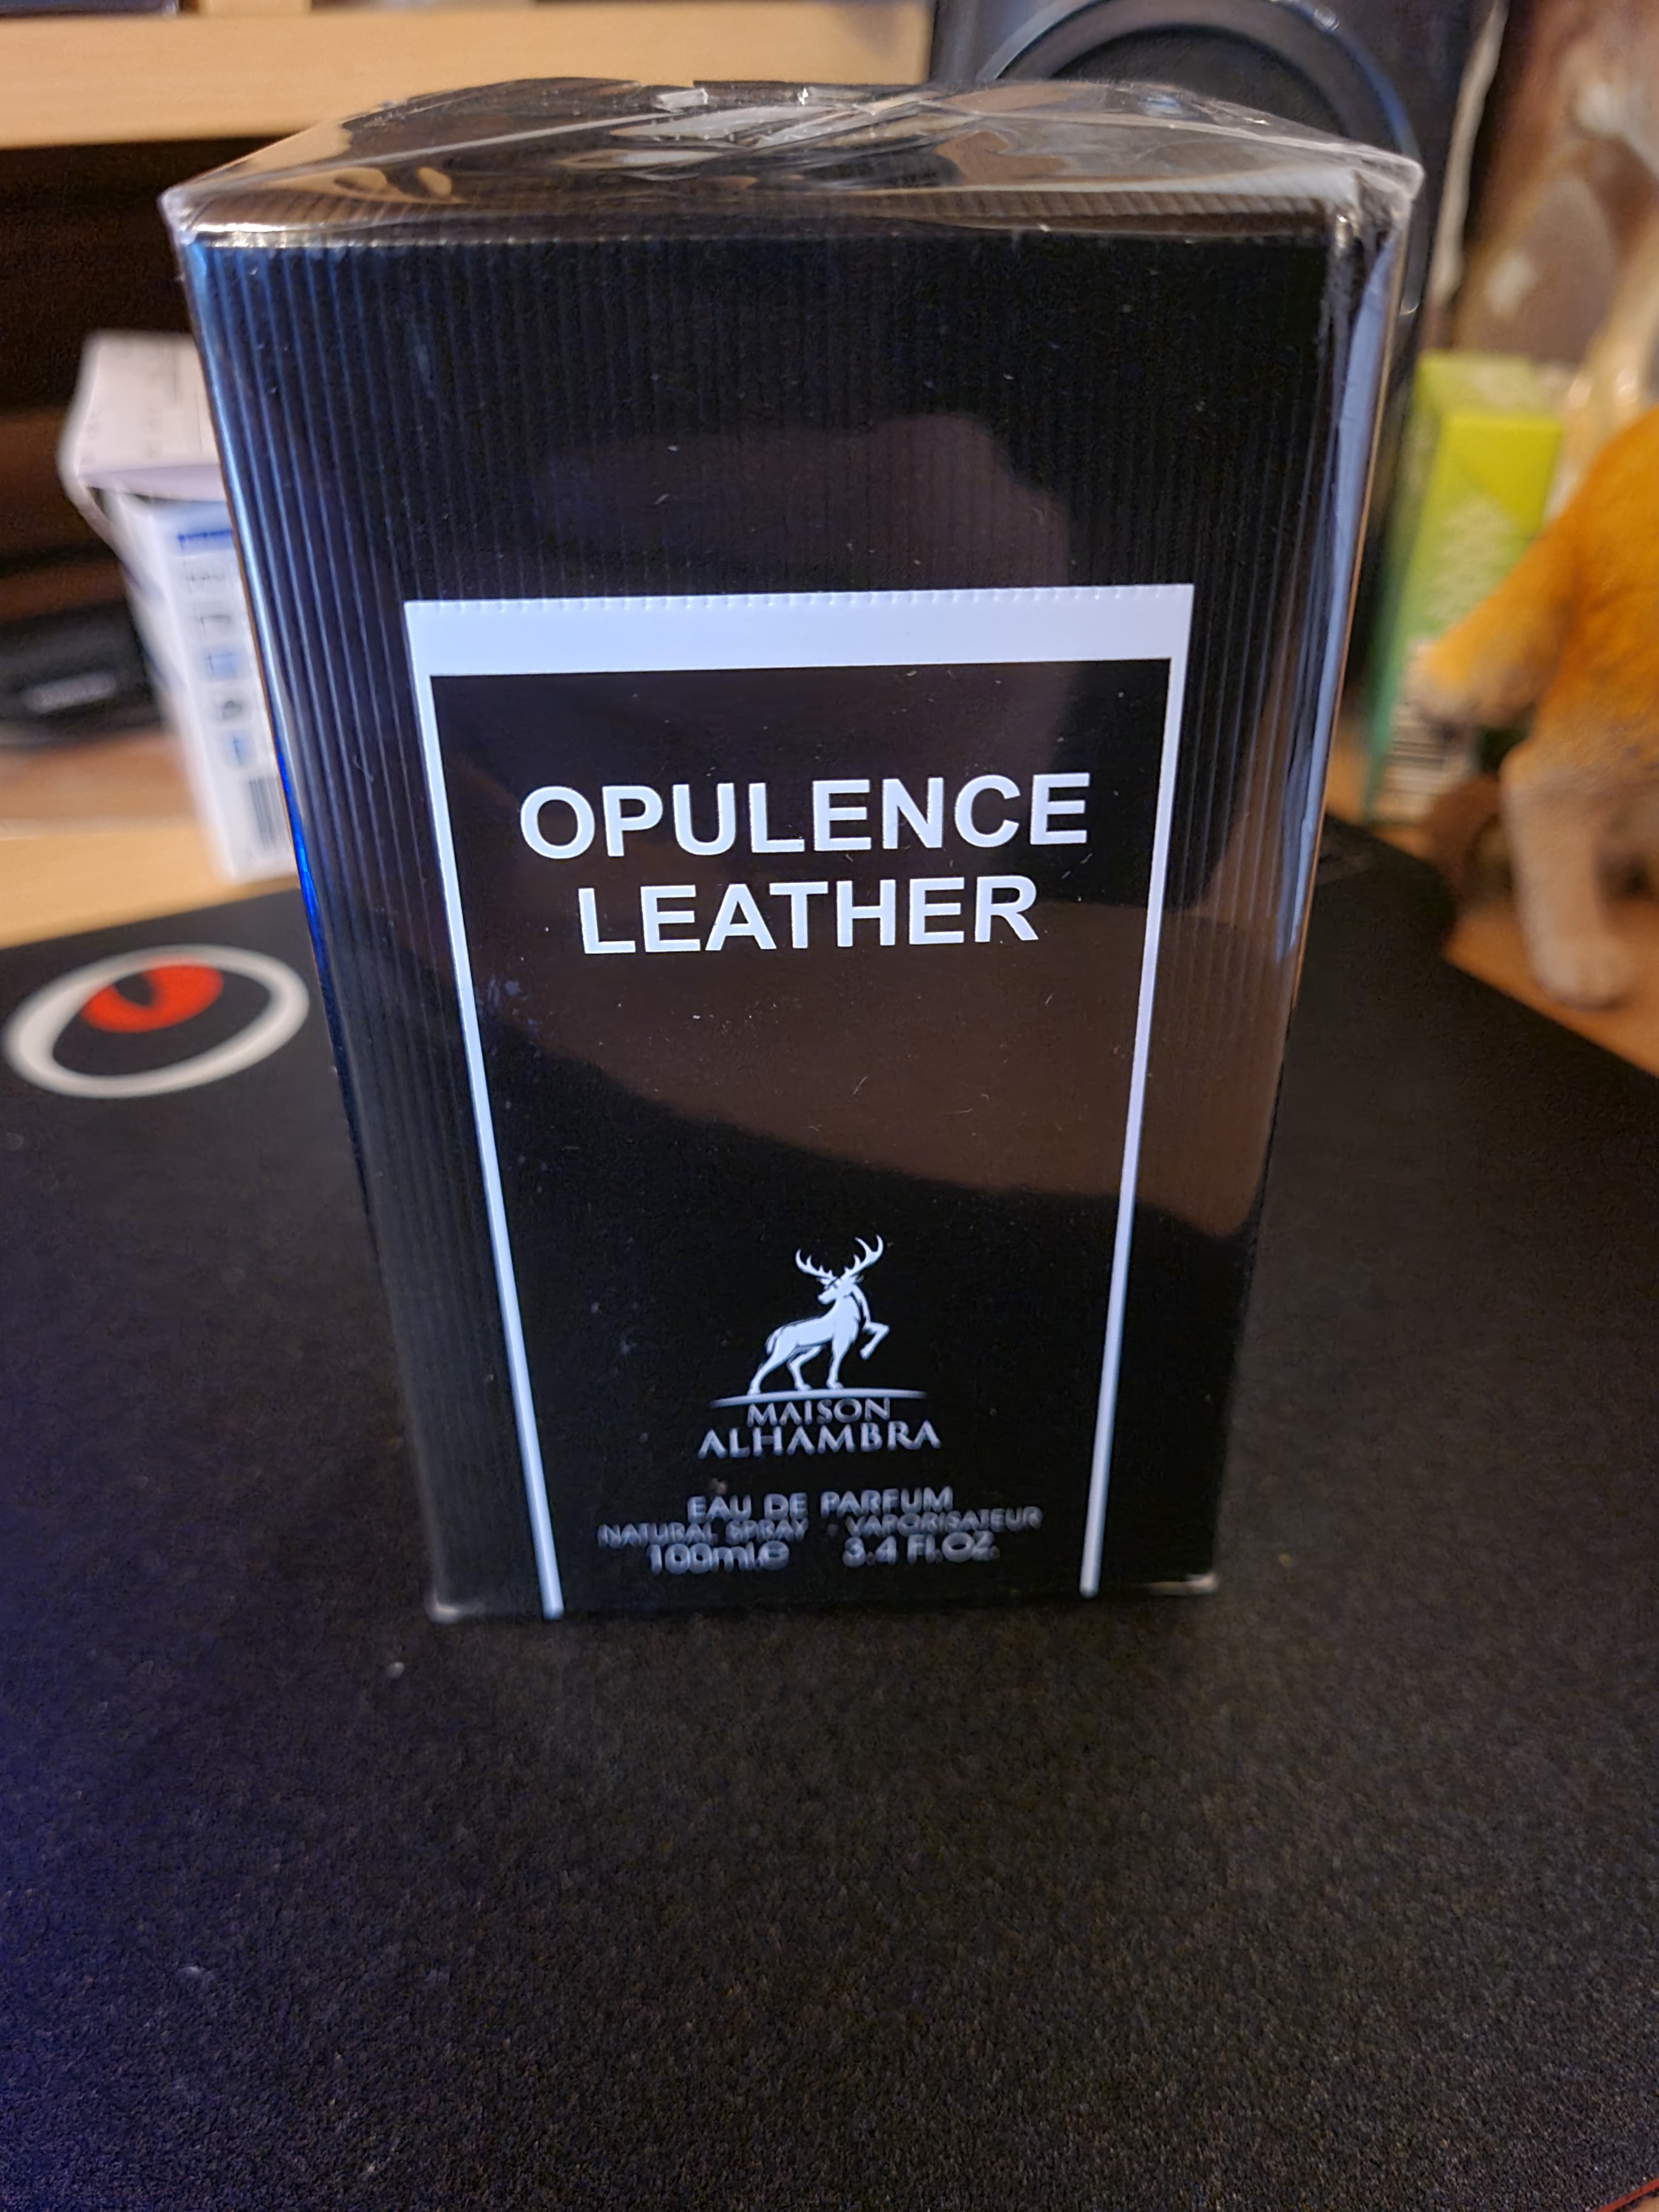 OPULENCE
LEATHER
MAISON
ALHAMBRA
EAU DE PARFUM
NATURAL SPRAY · VAPORISATEUR
100ml.e 3.4 Fl.OZ.